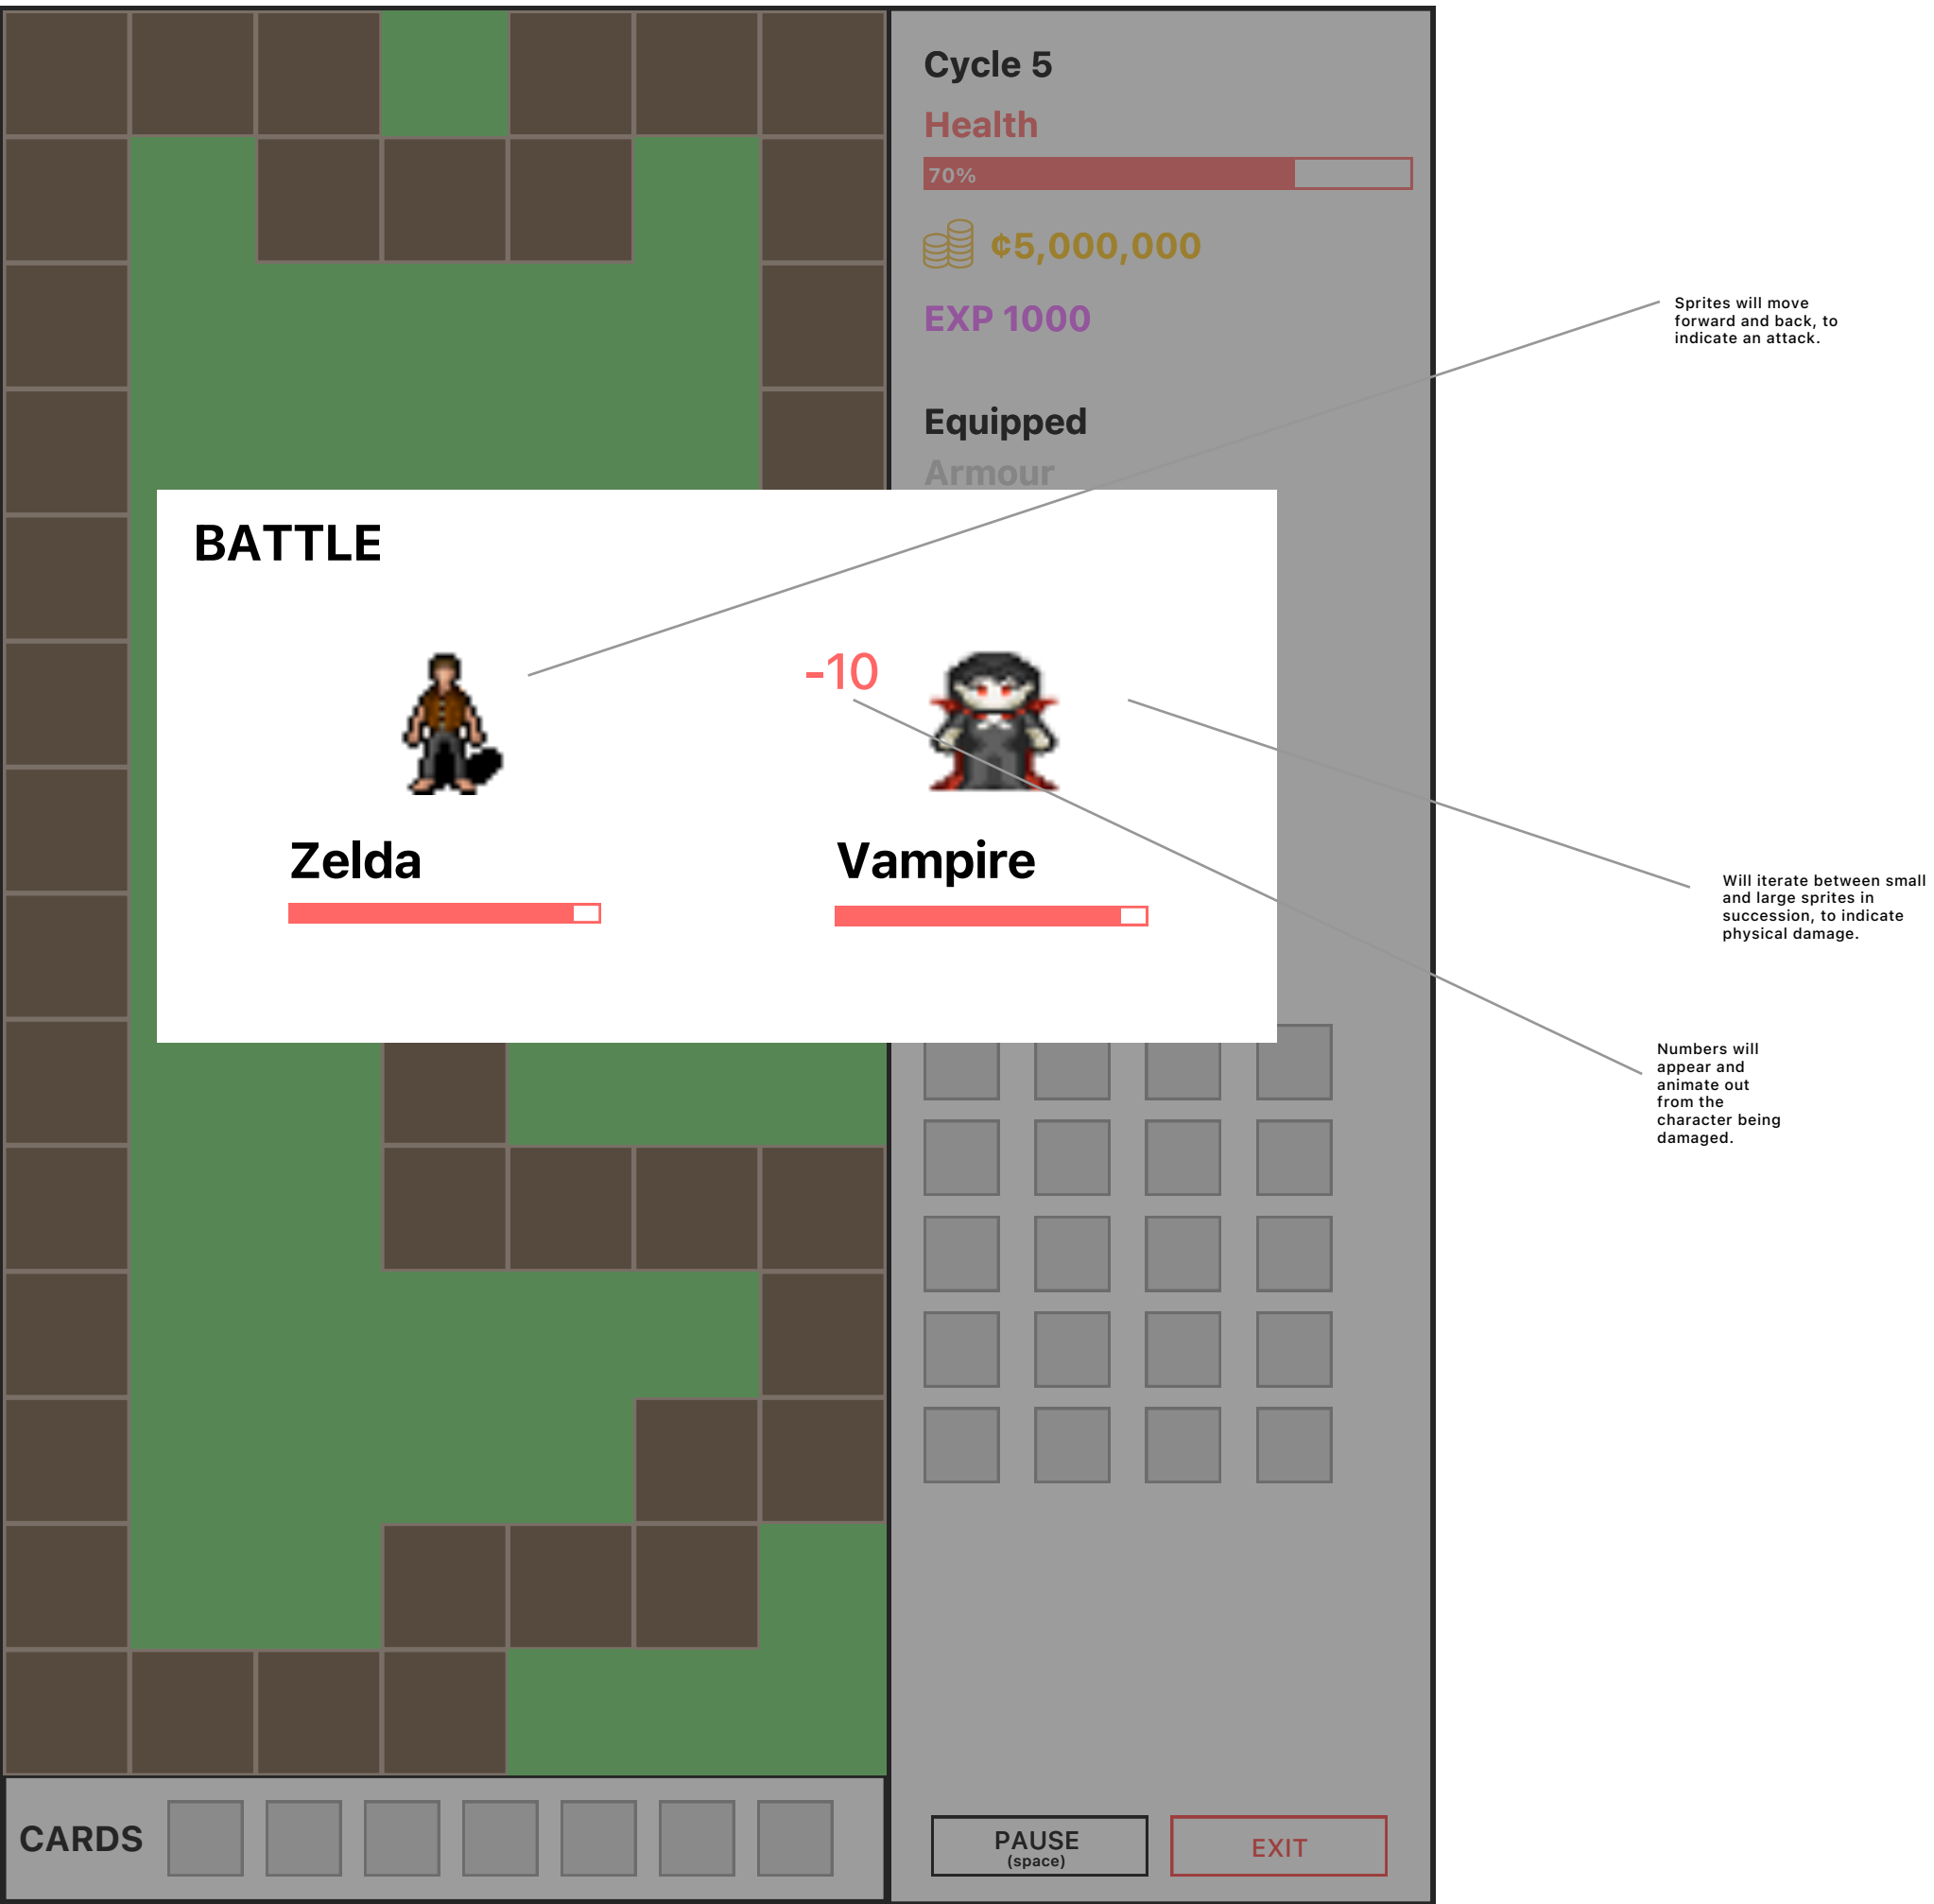 Cycle 5
Health
70%
¢5,000,000
EXP 1000
Equipped
Armour
BATTLE
-10
Zelda
Vampire
CARDS
PAUSE
(space)
EXIT
Sprites will move
forward and back, to
indicate an attack.
Will iterate between small
and large sprites in
succession, to indicate
physical damage.
Numbers will
appear and
animate out
from the
character being
damaged.